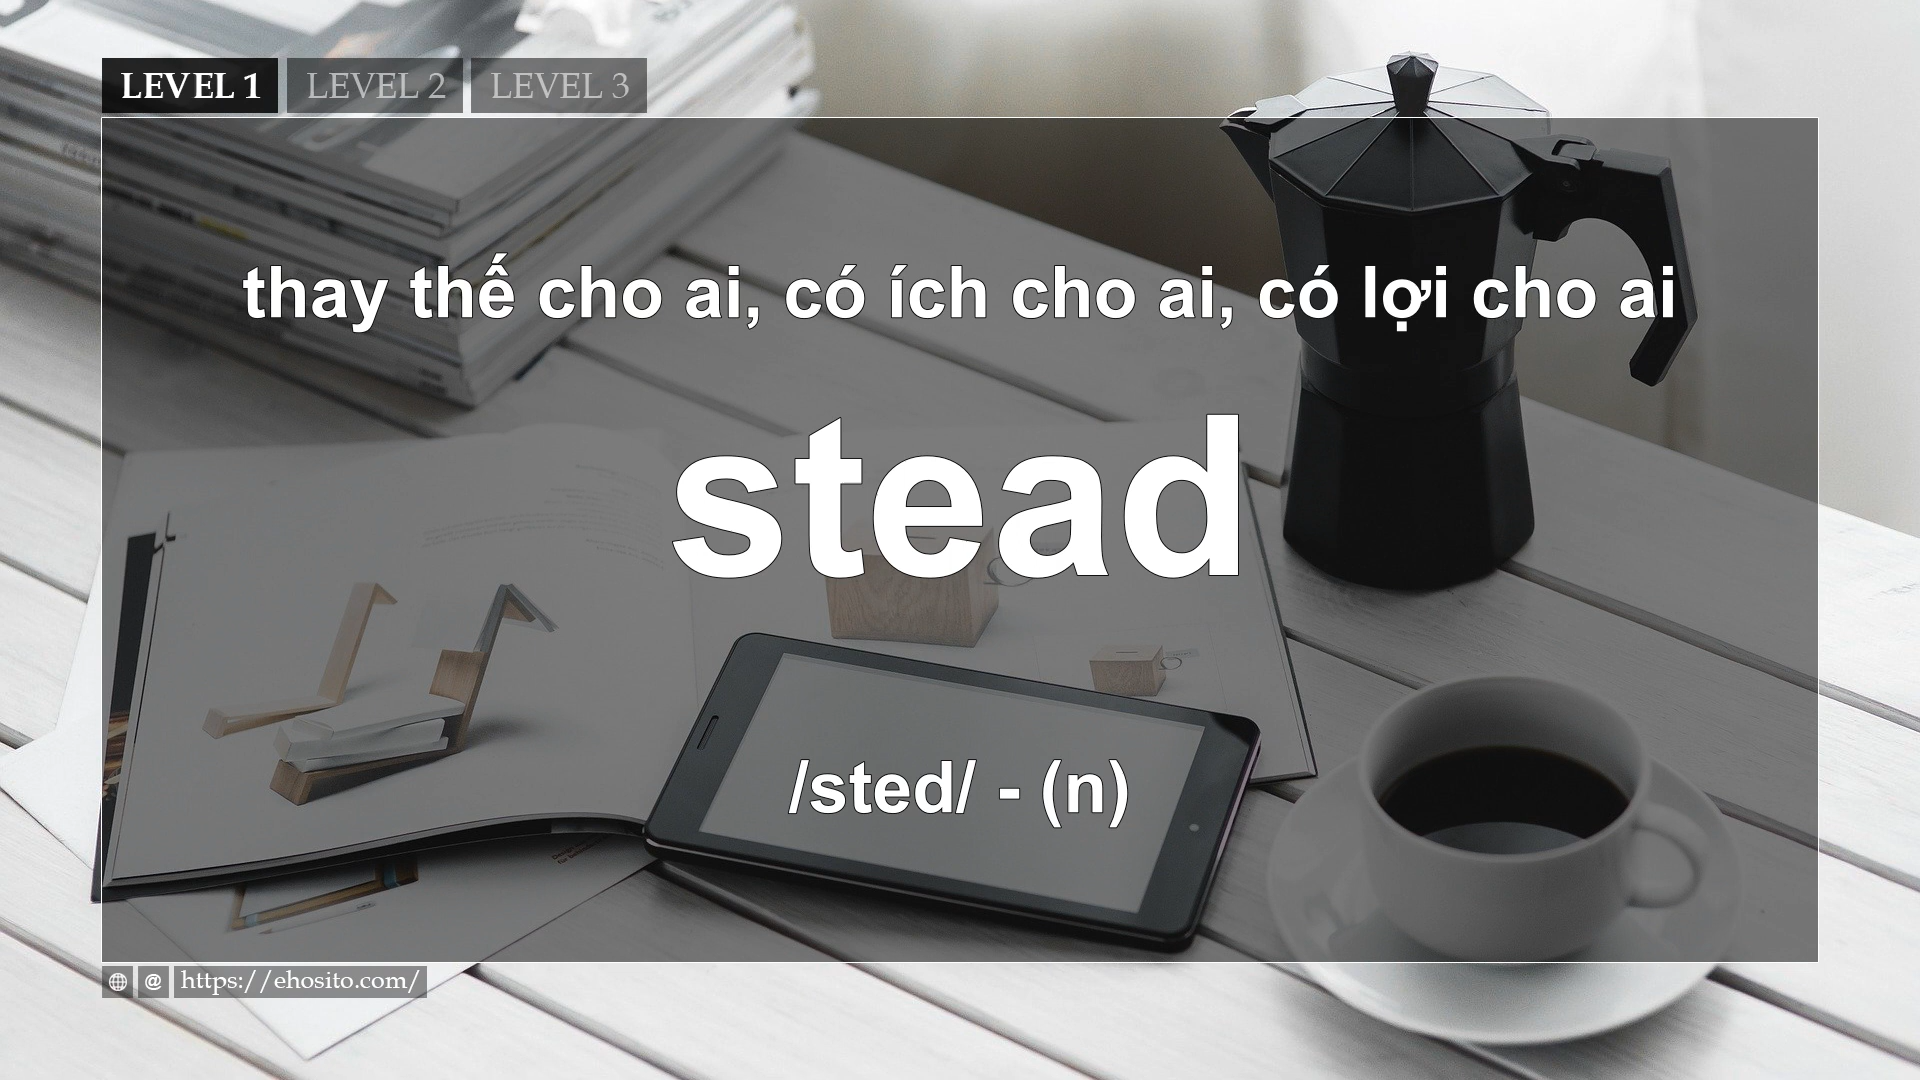 LEVEL 1 LEVEL 2 LEVEL 3
thay thế cho ai, có ích cho ai, có lợi cho ai
stead
/sted/ - (n)
@ https://ehosito.com/